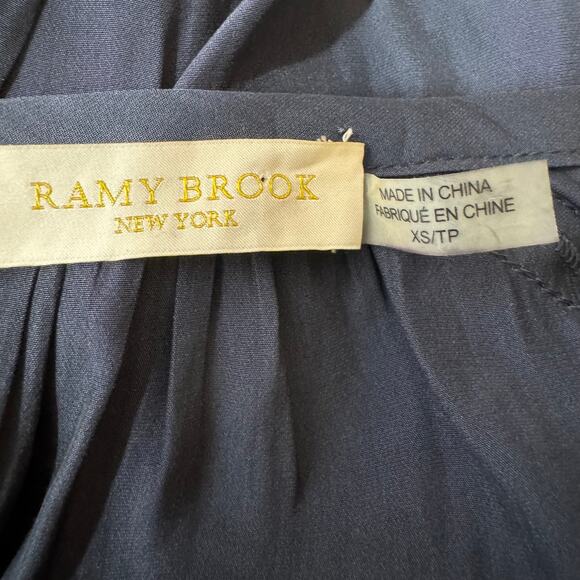 RAMY BROOK
NEW YORK
MADE IN CHINA
FABRIQUÉ EN CHINE
XS/TP